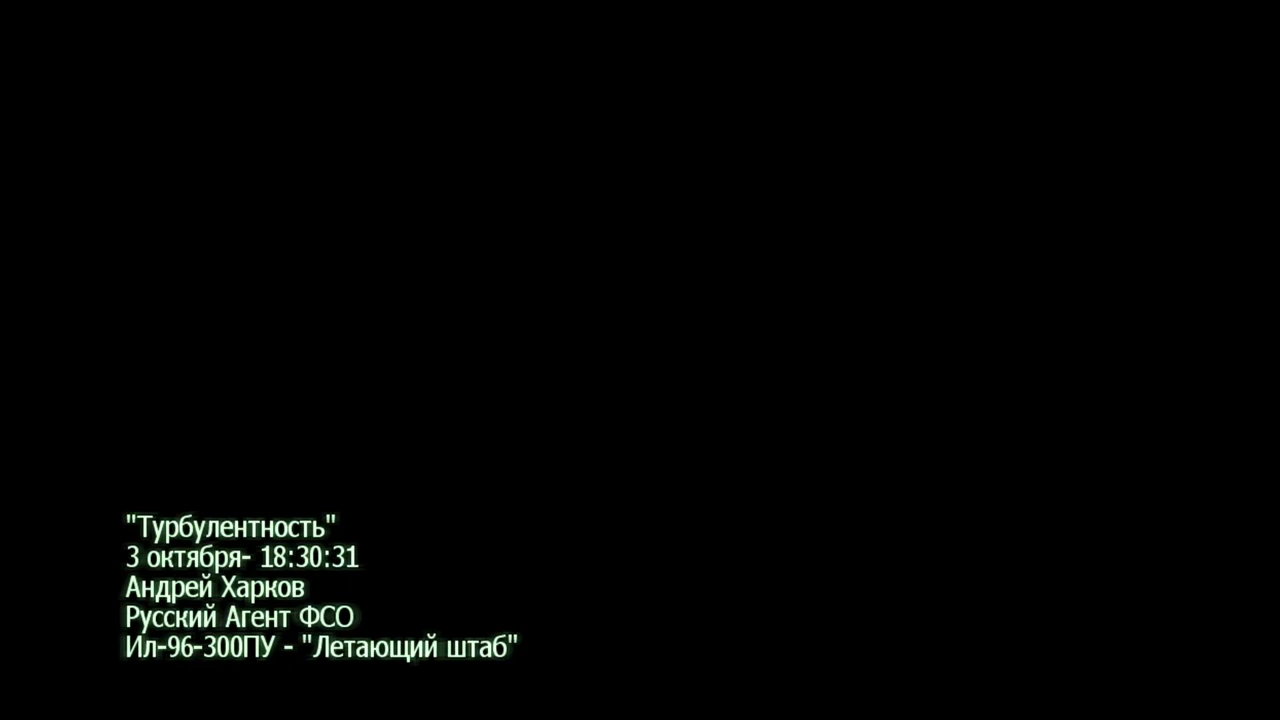 "Турбулентность"
3 октября- 18:30:31
Андрей Харков
Русский Агент ФСО
Ил-96-300ПУ - "Летающий штаб"